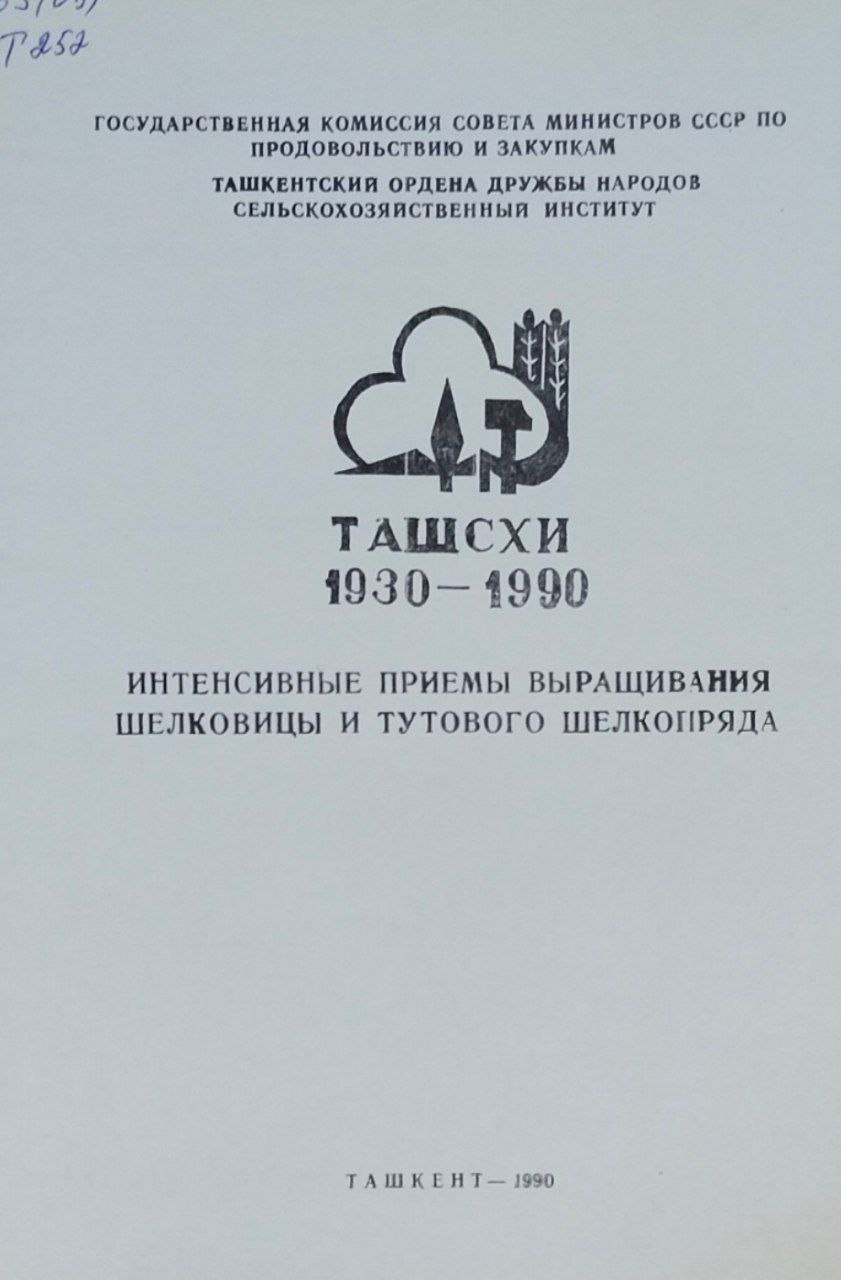 Т 252
ГОСУДАРСТВЕННАЯ КОМИССИЯ СОВЕТА МИНИСТРОВ СССР ПО
ПРОДОВОЛЬСТВИЮ И ЗАКУПКАМ
ТАШКЕНТСКИЙ ОРДЕНА ДРУЖБЫ НАРОДОВ
СЕЛЬСКОХОЗЯЙСТВЕННЫЙ ИНСТИТУТ
ТАШСХИ
1930—1990
ИНТЕНСИВНЫЕ ПРИЕМЫ ВЫРАЩИВАНИЯ
ШЕЛКОВИЦЫ И ТУТОВОГО ШЕЛКОПРЯДА
ТАШКЕНТ—1990